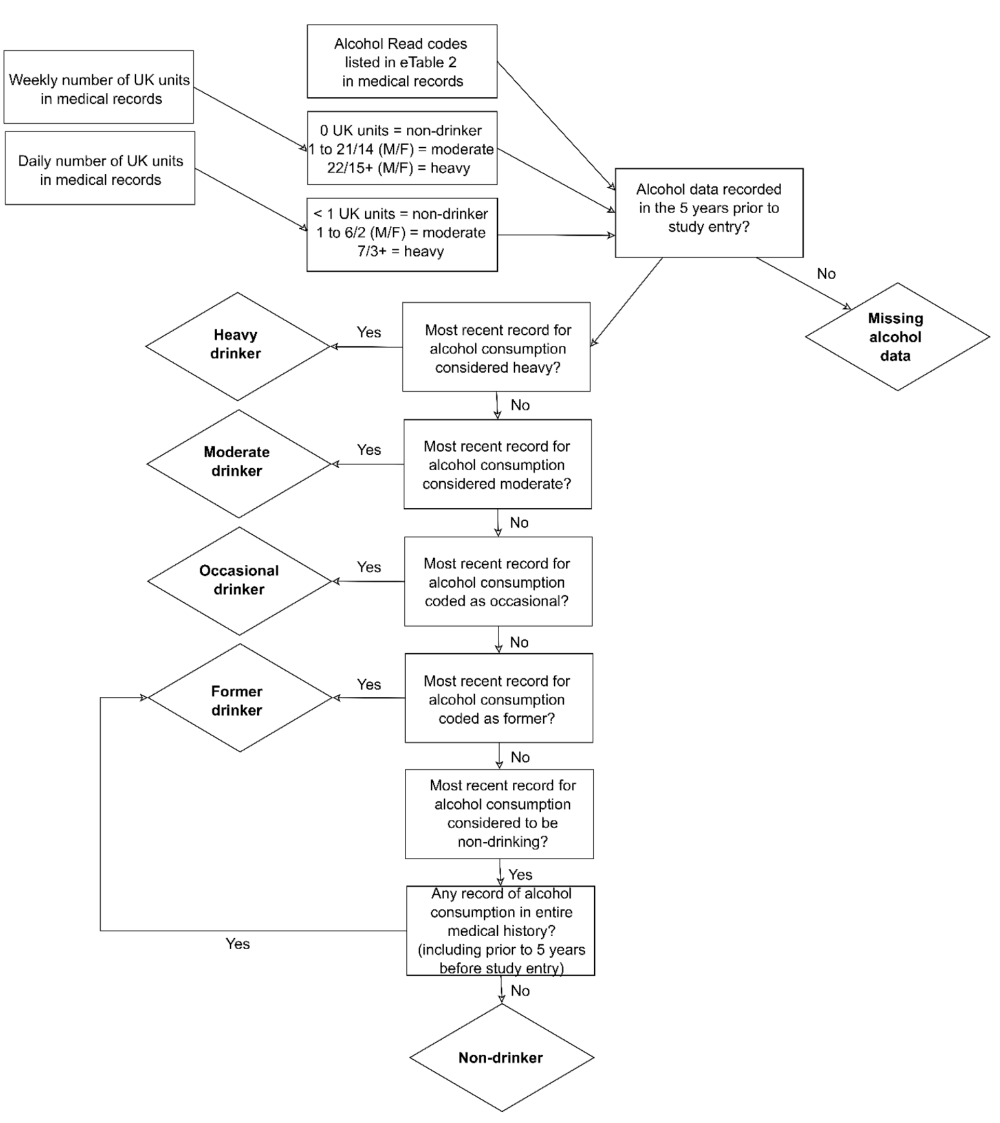 Alcohol Read codes
listed in eTable 2
in medical records
Weekly number of UK units
in medical records
0 UK units = non-drinker
1 to 21/14 (M/F) = moderate
22/15+ (M/F) = heavy
Daily number of UK units
in medical records
< 1 UK units = non-drinker
1 to 6/2 (M/F) = moderate
7/3+ = heavy
Alcohol data recorded
in the 5 years prior to
study entry?
No
Missing
alcohol
data
Most recent record for
alcohol consumption
considered heavy?
Yes
Heavy
drinker
No
Most recent record for
alcohol consumption
considered moderate?
Yes
Moderate
drinker
No
Most recent record for
alcohol consumption
coded as occasional?
Yes
Occasional
drinker
No
Most recent record for
alcohol consumption
coded as former?
Yes
Former
drinker
No
Most recent record for
alcohol consumption
considered to be
non-drinking?
Yes
Any record of alcohol
consumption in entire
medical history?
(including prior to 5 years
before study entry)
Yes
No
Non-drinker